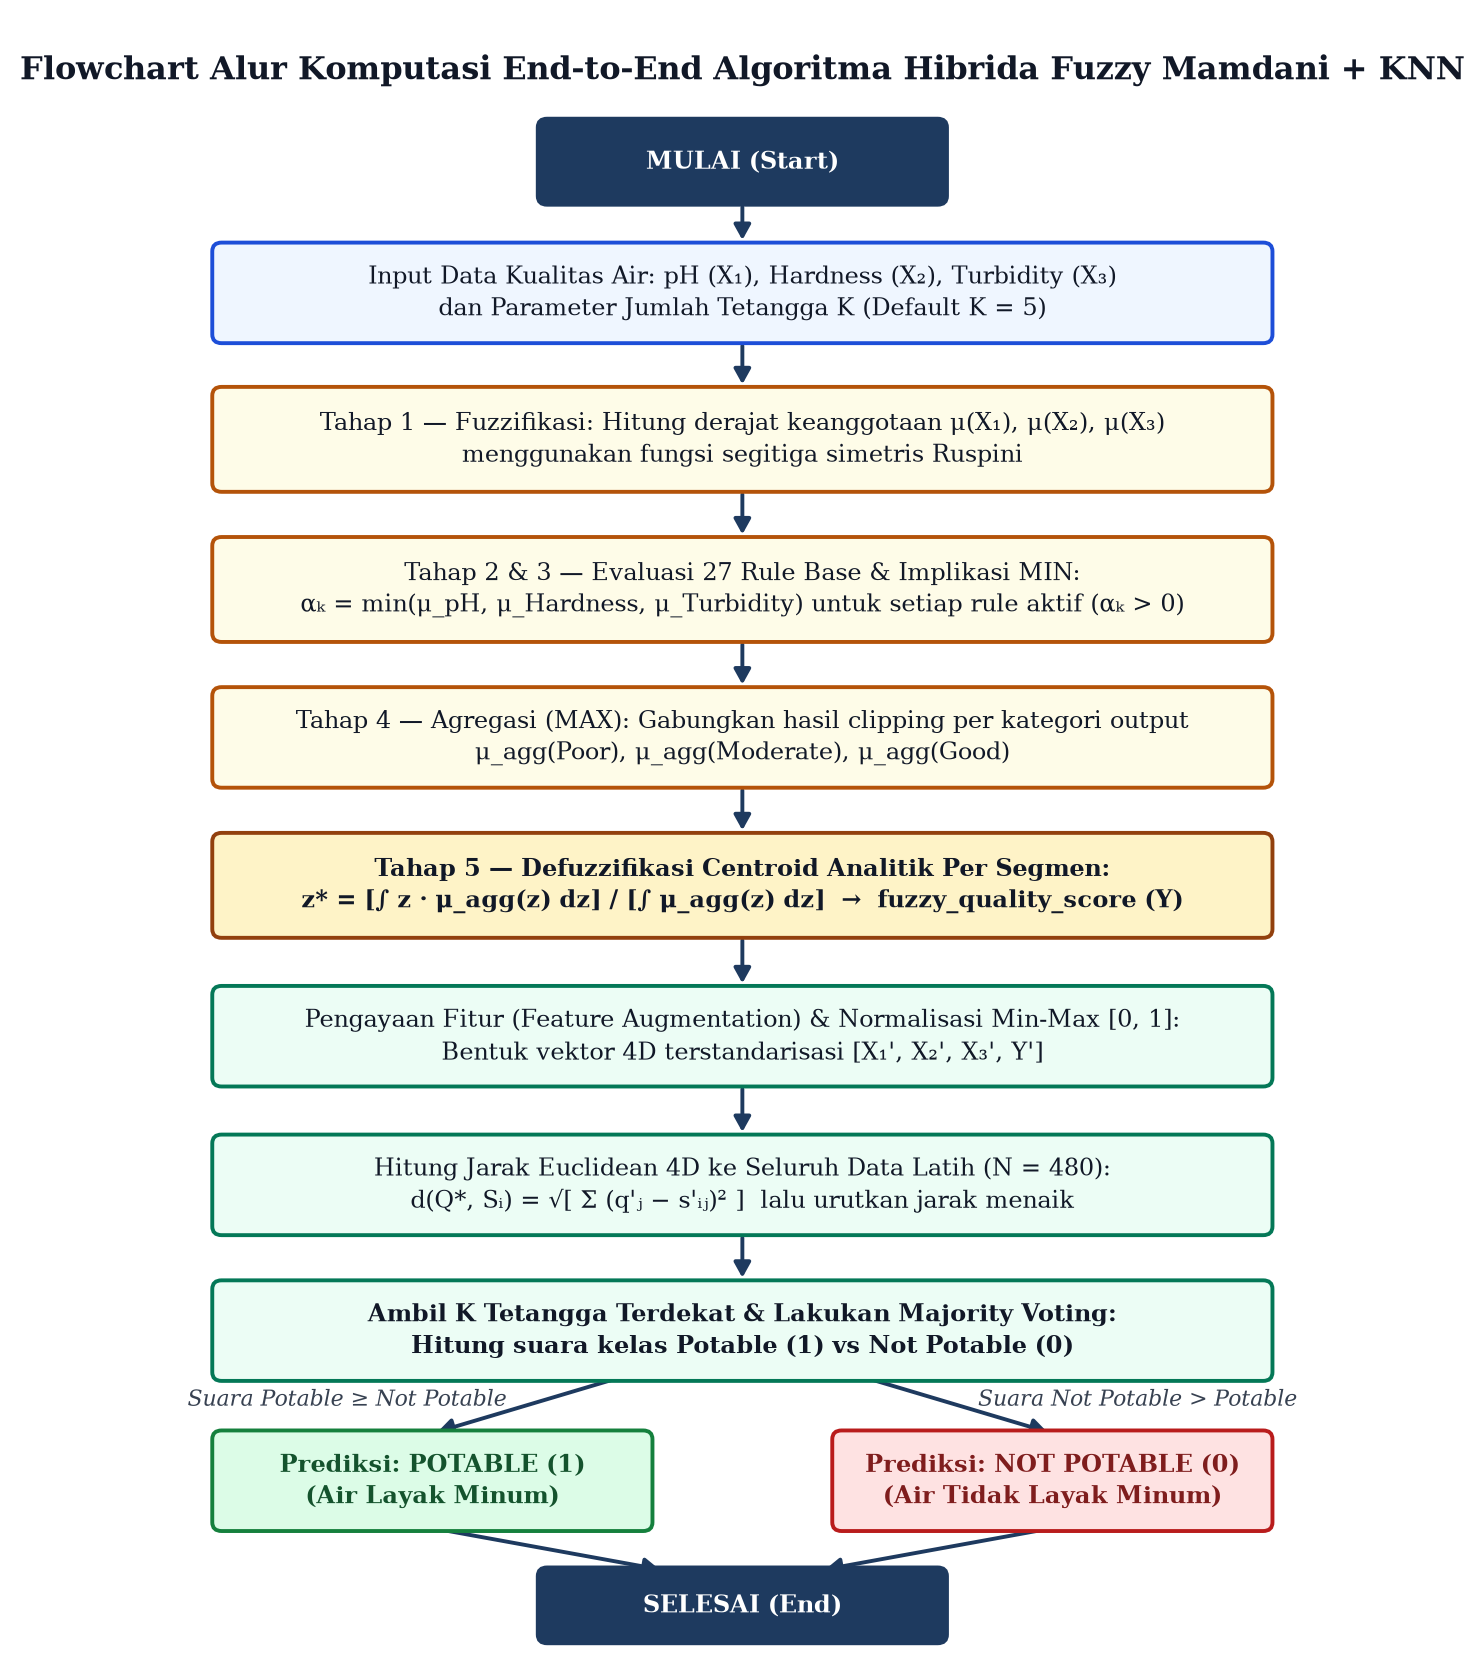 Flowchart Alur Komputasi End-to-End Algoritma Hibrida Fuzzy Mamdani + KNN
MULAI (Start)
Input Data Kualitas Air: pH (X₁), Hardness (X₂), Turbidity (X₃)
dan Parameter Jumlah Tetangga K (Default K = 5)
Tahap 1 — Fuzzifikasi: Hitung derajat keanggotaan μ(X₁), μ(X₂), μ(X₃)
menggunakan fungsi segitiga simetris Ruspini
Tahap 2 & 3 — Evaluasi 27 Rule Base & Implikasi MIN:
αₖ = min(μ_pH, μ_Hardness, μ_Turbidity) untuk setiap rule aktif (αₖ > 0)
Tahap 4 — Agregasi (MAX): Gabungkan hasil clipping per kategori output
μ_agg(Poor), μ_agg(Moderate), μ_agg(Good)
Tahap 5 — Defuzzifikasi Centroid Analitik Per Segmen:
z* = [∫ z · μ_agg(z) dz] / [∫ μ_agg(z) dz] → fuzzy_quality_score (Y)
Pengayaan Fitur (Feature Augmentation) & Normalisasi Min-Max [0, 1]:
Bentuk vektor 4D terstandarisasi [X₁', X₂', X₃', Y']
Hitung Jarak Euclidean 4D ke Seluruh Data Latih (N = 480):
d(Q*, Sᵢ) = √[ Σ (q'ⱼ − s'ᵢⱼ)² ] lalu urutkan jarak menaik
Ambil K Tetangga Terdekat & Lakukan Majority Voting:
Hitung suara kelas Potable (1) vs Not Potable (0)
Suara Potable ≥ Not Potable
Suara Not Potable > Potable
Prediksi: POTABLE (1)
(Air Layak Minum)
Prediksi: NOT POTABLE (0)
(Air Tidak Layak Minum)
SELESAI (End)